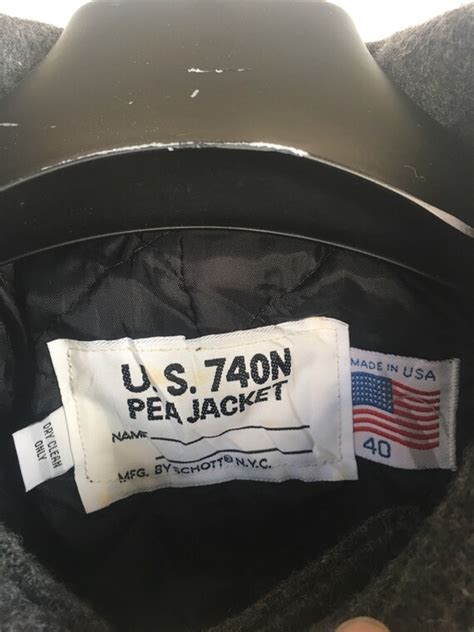 U.S. 740N
PEA JACKET
NAME
MFG. BY SCHOTT® N.Y.C.
DRY CLEAN
ONLY
MADE IN USA
40